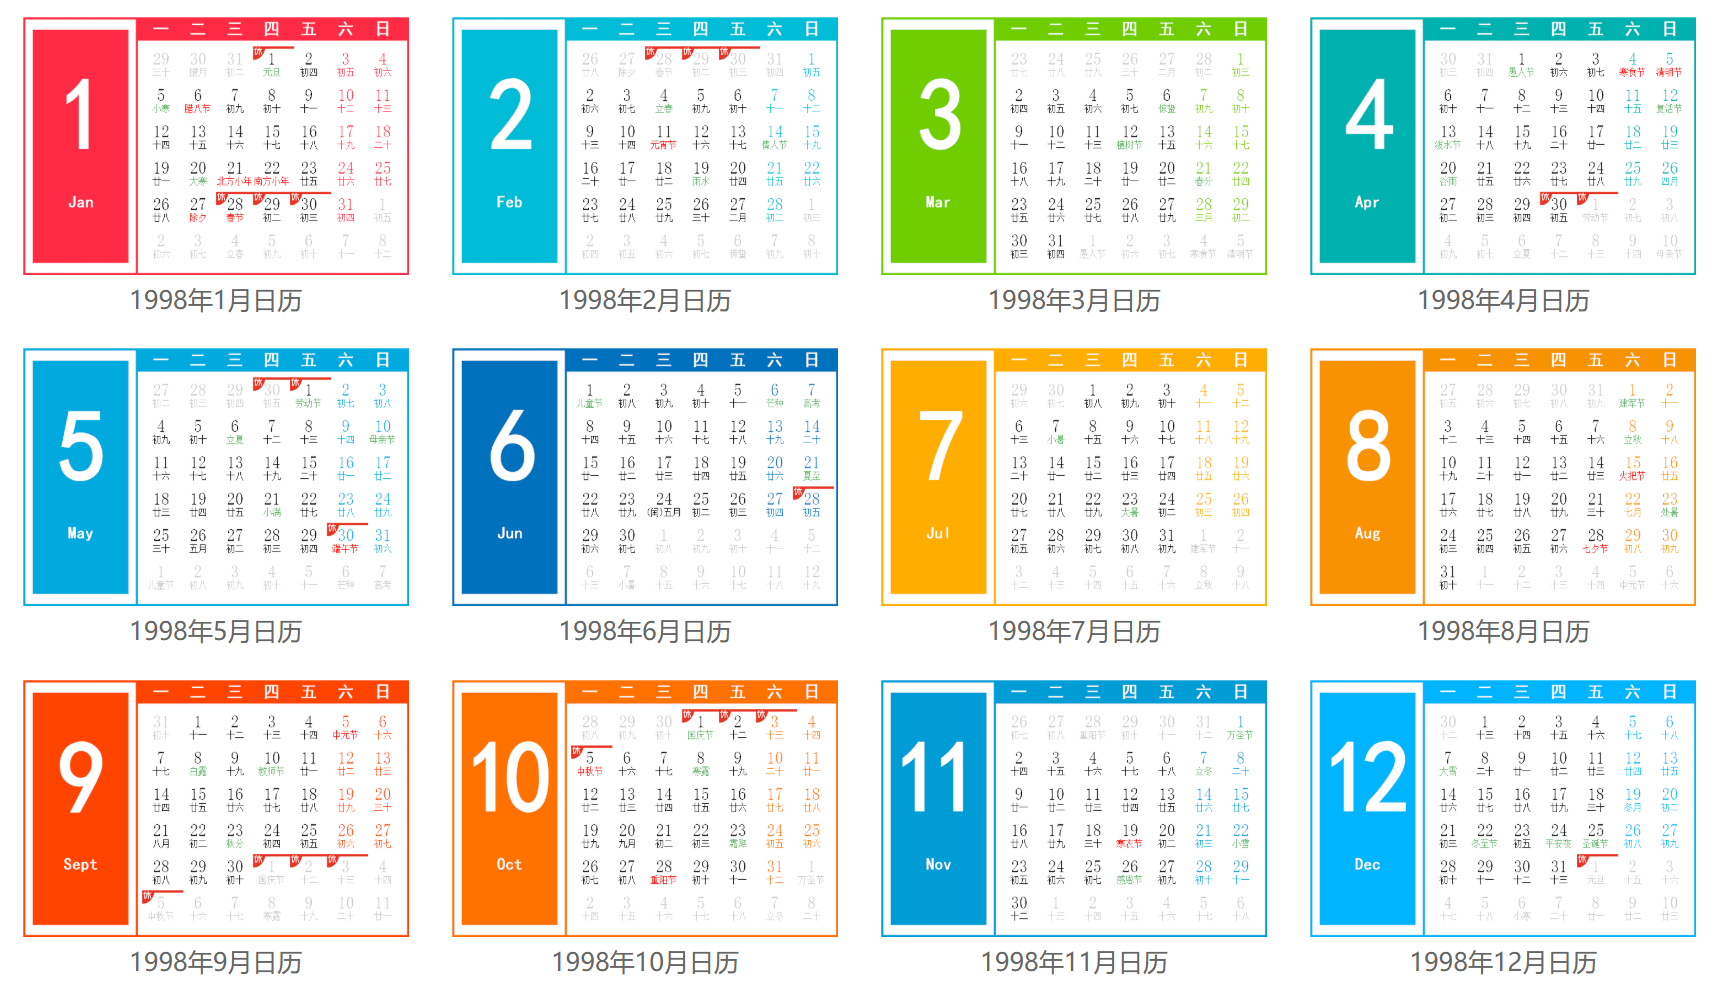 一 二 三 四 五 六 日
29 30 31 休 1 2 3 4
三十 腊月 初二 元旦 初四 初五 初六
5 6 7 8 9 10 11
小寒 腊八节 初九 初十 十一 十二 十三
12 13 14 15 16 17 18
十四 十五 十六 十七 十八 十九 二十
19 20 21 22 23 24 25
廿一 大寒 北方小年 南方小年 廿五 廿六 廿七
26 27 休 28 休 29 休 30 31 1
廿八 除夕 春节 初二 初三 初四 初五
2 3 4 5 6 7 8
初六 初七 立春 初九 初十 十一 十二
1
Jan
1998年1月日历
一 二 三 四 五 六 日
26 27 休 28 休 29 休 30 31 1
廿八 除夕 春节 初二 初三 初四 初五
2 3 4 5 6 7 8
初六 初七 立春 初九 初十 十一 十二
9 10 11 12 13 14 15
十三 十四 元宵节 十六 十七 情人节 十九
16 17 18 19 20 21 22
二十 廿一 廿二 雨水 廿四 廿五 廿六
23 24 25 26 27 28 1
廿七 廿八 廿九 三十 二月 初二 初三
2 3 4 5 6 7 8
初四 初五 初六 初七 惊蛰 初九 初十
2
Feb
1998年2月日历
一 二 三 四 五 六 日
23 24 25 26 27 28 1
廿七 廿八 廿九 三十 二月 初二 初三
2 3 4 5 6 7 8
初四 初五 初六 初七 惊蛰 初九 初十
9 10 11 12 13 14 15
十一 十二 十三 植树节 十五 十六 十七
16 17 18 19 20 21 22
十八 十九 二十 廿一 廿二 春分 廿四
23 24 25 26 27 28 29
廿五 廿六 廿七 廿八 廿九 三月 初二
30 31 1 2 3 4 5
初三 初四 愚人节 初六 初七 寒食节 清明节
3
Mar
1998年3月日历
一 二 三 四 五 六 日
30 31 1 2 3 4 5
初三 初四 愚人节 初六 初七 寒食节 清明节
6 7 8 9 10 11 12
初十 十一 十二 十三 十四 十五 复活节
13 14 15 16 17 18 19
泼水节 十八 十九 二十 廿一 廿二 廿三
20 21 22 23 24 25 26
谷雨 廿五 廿六 廿七 廿八 廿九 四月
27 28 29 休 30 休 1 2 3
初二 初三 初四 初五 劳动节 初七 初八
4 5 6 7 8 9 10
初九 初十 立夏 十二 十三 十四 母亲节
4
Apr
1998年4月日历
一 二 三 四 五 六 日
27 28 29 休 30 休 1 2 3
初二 初三 初四 初五 劳动节 初七 初八
4 5 6 7 8 9 10
初九 初十 立夏 十二 十三 十四 母亲节
11 12 13 14 15 16 17
十六 十七 十八 十九 二十 廿一 廿二
18 19 20 21 22 23 24
廿三 廿四 廿五 小满 廿七 廿八 廿九
25 26 27 28 29 休 30 31
三十 五月 初二 初三 初四 端午节 初六
1 2 3 4 5 6 7
儿童节 初八 初九 初十 十一 芒种 高考
5
May
1998年5月日历
一 二 三 四 五 六 日
1 2 3 4 5 6 7
儿童节 初八 初九 初十 十一 芒种 高考
8 9 10 11 12 13 14
十四 十五 十六 十七 十八 十九 二十
15 16 17 18 19 20 21
廿一 廿二 廿三 廿四 廿五 廿六 夏至
22 23 24 25 26 27 休 28
廿八 廿九 (闰)五月 初二 初三 初四 初五
29 30 1 2 3 4 5
初六 初七 初八 初九 初十 十一 十二
6 7 8 9 10 11 12
十三 小暑 十五 十六 十七 十八 十九
6
Jun
1998年6月日历
一 二 三 四 五 六 日
29 30 1 2 3 4 5
初六 初七 初八 初九 初十 十一 十二
6 7 8 9 10 11 12
十三 小暑 十五 十六 十七 十八 十九
13 14 15 16 17 18 19
二十 廿一 廿二 廿三 廿四 廿五 廿六
20 21 22 23 24 25 26
廿七 廿八 廿九 大暑 初二 初三 初四
27 28 29 30 31 1 2
初五 初六 初七 初八 初九 建军节 十一
3 4 5 6 7 8 9
十二 十三 十四 十五 十六 立秋 十八
7
Jul
1998年7月日历
一 二 三 四 五 六 日
27 28 29 30 31 1 2
初五 初六 初七 初八 初九 建军节 十一
3 4 5 6 7 8 9
十二 十三 十四 十五 十六 立秋 十八
10 11 12 13 14 15 16
十九 二十 廿一 廿二 廿三 火把节 廿五
17 18 19 20 21 22 23
廿六 廿七 廿八 廿九 三十 七月 处暑
24 25 26 27 28 29 30
初三 初四 初五 初六 七夕节 初八 初九
31 1 2 3 4 5 6
初十 十一 十二 十三 十四 中元节 十六
8
Aug
1998年8月日历
一 二 三 四 五 六 日
31 1 2 3 4 5 6
初十 十一 十二 十三 十四 中元节 十六
7 8 9 10 11 12 13
十七 白露 十九 教师节 廿一 廿二 廿三
14 15 16 17 18 19 20
廿四 廿五 廿六 廿七 廿八 廿九 三十
21 22 23 24 25 26 27
八月 初二 秋分 初四 初五 初六 初七
28 29 30 休 1 休 2 休 3 4
初八 初九 初十 国庆节 十二 十三 十四
休 5 6 7 8 9 10 11
中秋节 十六 十七 寒露 十九 二十 廿一
9
Sept
1998年9月日历
一 二 三 四 五 六 日
28 29 30 休 1 休 2 休 3 4
初八 初九 初十 国庆节 十二 十三 十四
休 5 6 7 8 9 10 11
中秋节 十六 十七 寒露 十九 二十 廿一
12 13 14 15 16 17 18
廿二 廿三 廿四 廿五 廿六 廿七 廿八
19 20 21 22 23 24 25
廿九 九月 初二 初三 霜降 初五 初六
26 27 28 29 30 31 1
初七 初八 重阳节 初十 十一 十二 万圣节
2 3 4 5 6 7 8
十四 十五 十六 十七 十八 立冬 二十
10
Oct
1998年10月日历
一 二 三 四 五 六 日
26 27 28 29 30 31 1
初七 初八 重阳节 初十 十一 十二 万圣节
2 3 4 5 6 7 8
十四 十五 十六 十七 十八 立冬 二十
9 10 11 12 13 14 15
廿一 廿二 廿三 廿四 廿五 廿六 廿七
16 17 18 19 20 21 22
廿八 廿九 三十 寒衣节 初二 初三 小雪
23 24 25 26 27 28 29
初五 初六 初七 感恩节 初九 初十 十一
30 1 2 3 4 5 6
十二 十三 十四 十五 十六 十七 十八
11
Nov
1998年11月日历
一 二 三 四 五 六 日
30 1 2 3 4 5 6
十二 十三 十四 十五 十六 十七 十八
7 8 9 10 11 12 13
大雪 二十 廿一 廿二 廿三 廿四 廿五
14 15 16 17 18 19 20
廿六 廿七 廿八 廿九 三十 冬月 初二
21 22 23 24 25 26 27
初三 冬至节 初五 平安夜 圣诞节 初八 初九
28 29 30 31 休 1 2 3
初十 十一 十二 十三 元旦 十五 十六
4 5 6 7 8 9 10
十七 十八 小寒 二十 廿一 廿二 廿三
12
Dec
1998年12月日历